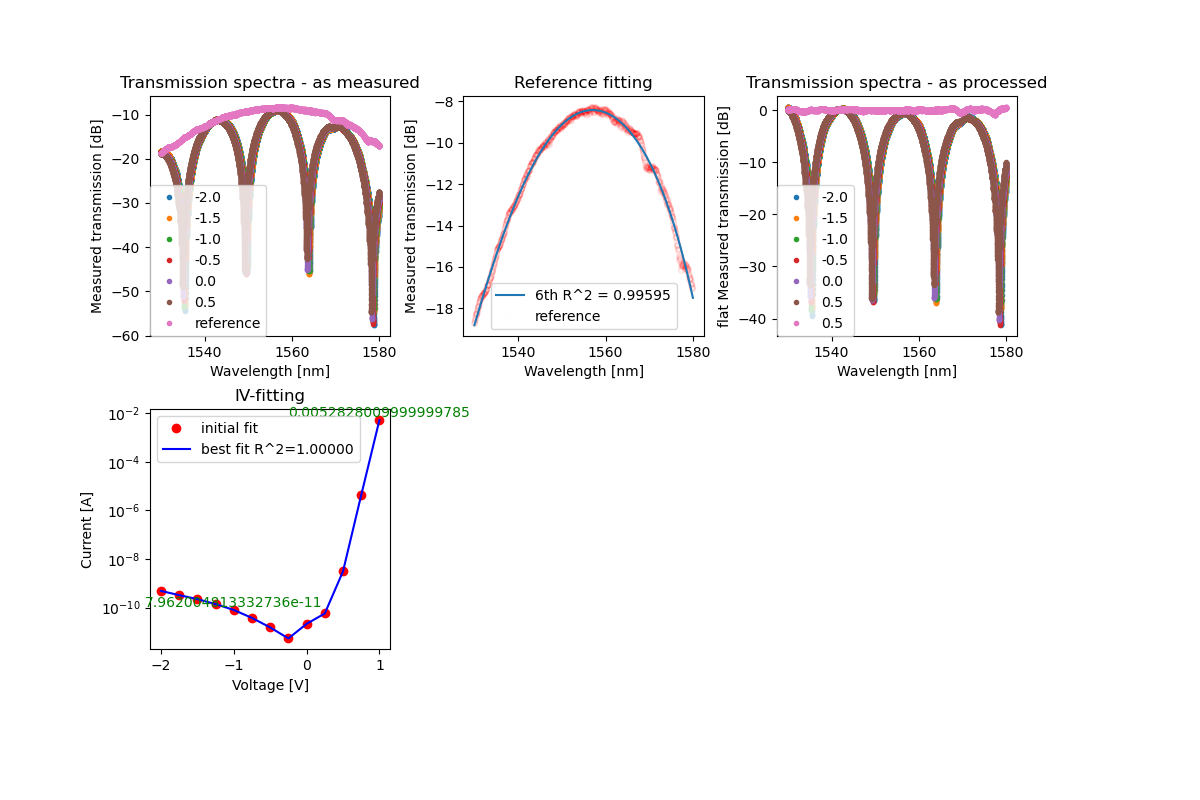 Transmission spectra - as measured
Measured transmission [dB]
−10
−20
−30
−40
−50
−60
-2.0
-1.5
-1.0
-0.5
0.0
0.5
reference
1540 1560 1580
Wavelength [nm]
Reference fitting
Measured transmission [dB]
−8
−10
−12
−14
−16
−18
6th R^2 = 0.99595
reference
1540 1560 1580
Wavelength [nm]
Transmission spectra - as processed
flat Measured transmission [dB]
0
−10
−20
−30
−40
-2.0
-1.5
-1.0
-0.5
0.0
0.5
0.5
1540 1560 1580
Wavelength [nm]
IV-fitting
Current [A]
10−2
10−4
10−6
10−8
10−10
0.0052828009999999785
initial fit
best fit R^2=1.00000
7.962064813332736e-11
−2 −1 0 1
Voltage [V]